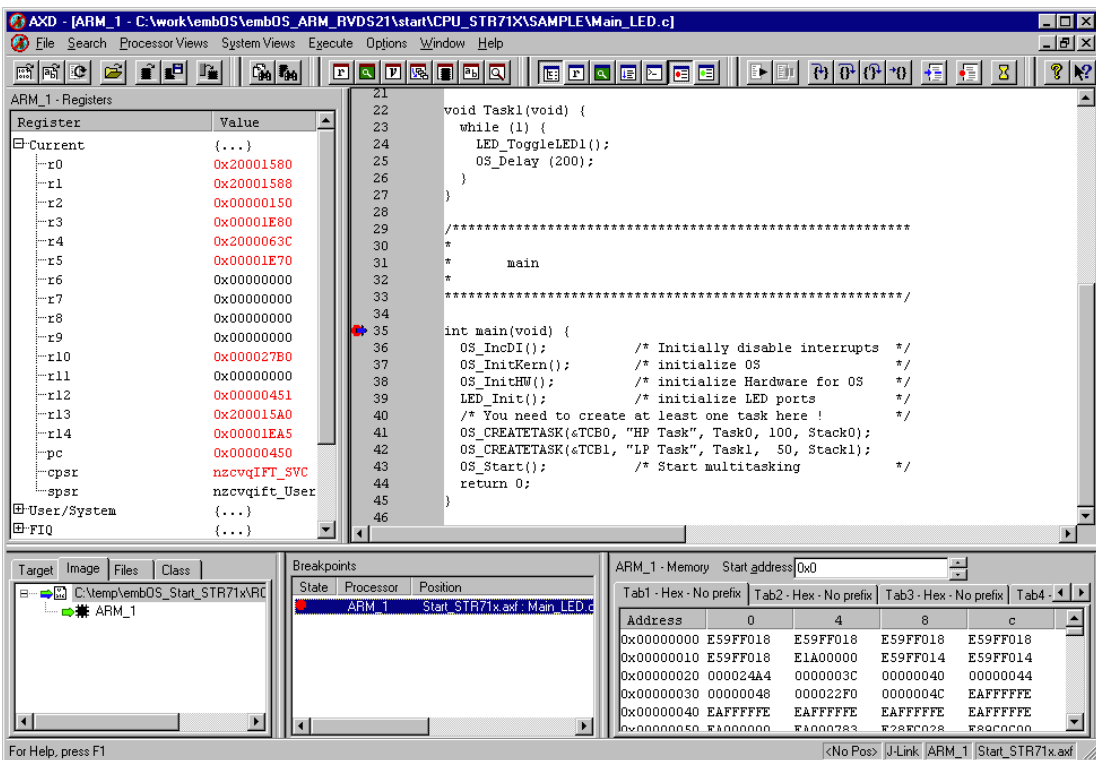 AXD - [ARM_1 - C:\work\embOS\embOS_ARM_RVDS21\start\CPU_STR71X\SAMPLE\Main_LED.c]
File Search Processor Views System Views Execute Options Window Help
ARM_1 - Registers
Register Value
Current {...}
r0 0x20001580
r1 0x20001588
r2 0x00000150
r3 0x00001E80
r4 0x2000063C
r5 0x00001E70
r6 0x00000000
r7 0x00000000
r8 0x00000000
r9 0x00000000
r10 0x000027B0
r11 0x00000000
r12 0x00000451
r13 0x200015A0
r14 0x00001EA5
pc 0x00000450
cpsr nzcvqIFT_SVC
spsr nzcvqift_User
User/System {...}
FIQ {...}
21
22 void Task1(void) {
23 while (1) {
24 LED_ToggleLED1();
25 OS_Delay (200);
26 }
27 }
28
29 /**********************************************************
30 *
31 * main
32 *
33 **********************************************************/
34
35 int main(void) {
36 OS_IncDI(); /* Initially disable interrupts */
37 OS_InitKern(); /* initialize OS */
38 OS_InitHW(); /* initialize Hardware for OS */
39 LED_Init(); /* initialize LED ports */
40 /* You need to create at least one task here ! */
41 OS_CREATETASK(&TCB0, "HP Task", Task0, 100, Stack0);
42 OS_CREATETASK(&TCB1, "LP Task", Task1, 50, Stack1);
43 OS_Start(); /* Start multitasking */
44 return 0;
45 }
46
Target Image Files Class
C:\temp\embOS_Start_STR71x\RC
ARM_1
Breakpoints
State Processor Position
ARM_1 Start_STR71x.axf : Main_LED.c
ARM_1 - Memory Start address 0x0
Tab1 - Hex - No prefix Tab2 - Hex - No prefix Tab3 - Hex - No prefix Tab4 -
Address 0 4 8 c
0x00000000 E59FF018 E59FF018 E59FF018 E59FF018
0x00000010 E59FF018 E1A00000 E59FF014 E59FF014
0x00000020 000024A4 0000003C 00000040 00000044
0x00000030 00000048 000022F0 0000004C EAFFFFFE
0x00000040 EAFFFFFE EAFFFFFE EAFFFFFE EAFFFFFE
0x00000050 EA000000 EA000783 E28FC028 E89C0C00
For Help, press F1
<No Pos> J-Link ARM_1 Start_STR71x.axf